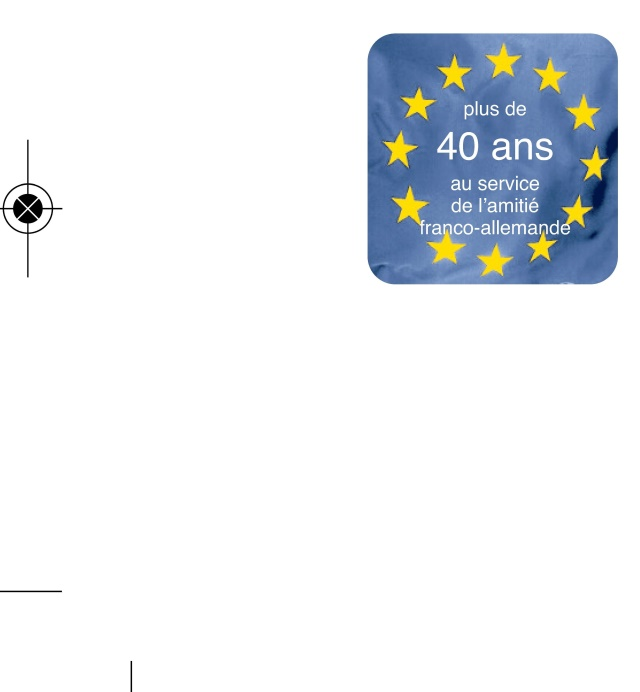 plus de
40 ans
au service
de l'amitié
franco-allemande